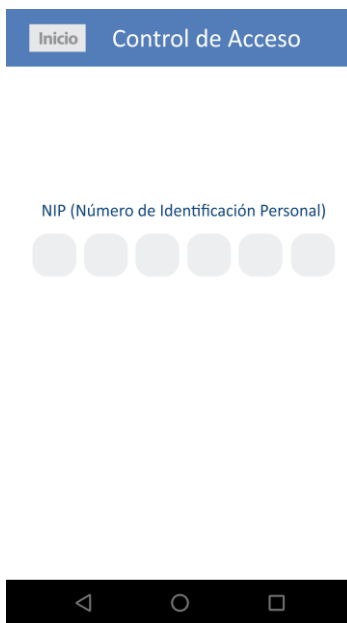 Inicio Control de Acceso
NIP (Número de Identificación Personal)